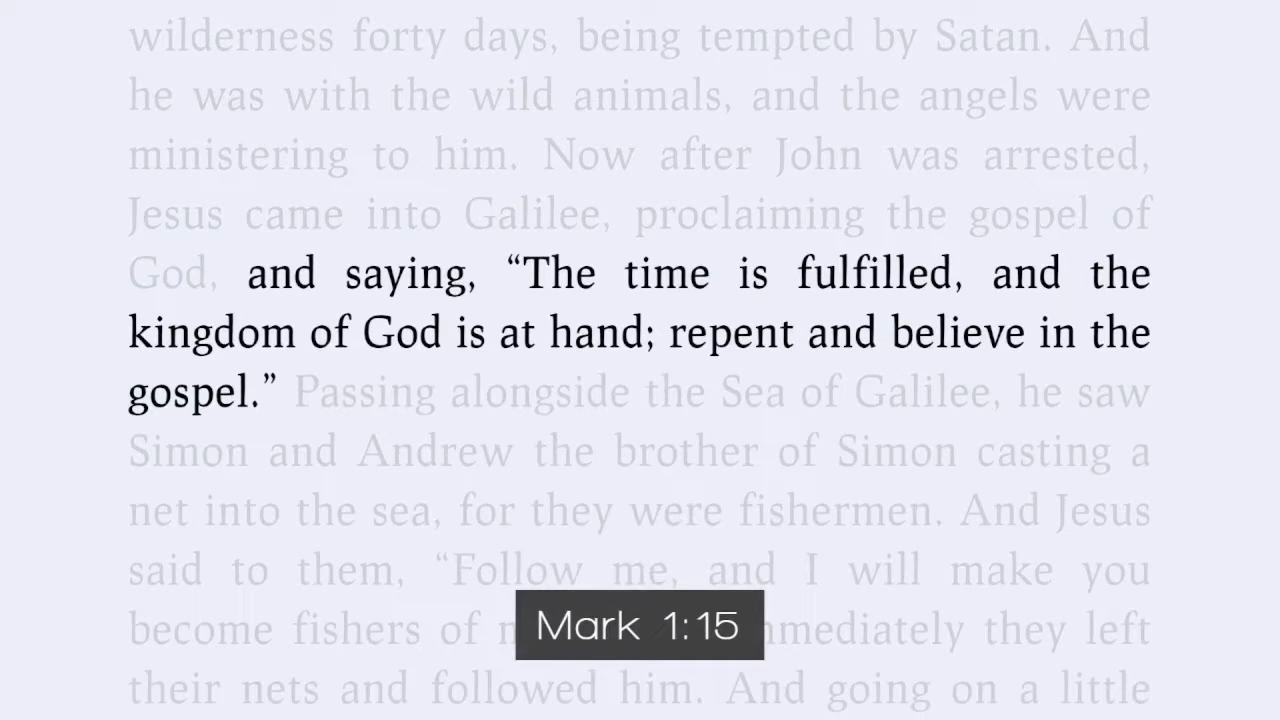 wilderness forty days, being tempted by Satan. And
he was with the wild animals, and the angels were
ministering to him. Now after John was arrested,
Jesus came into Galilee, proclaiming the gospel of
God, and saying, “The time is fulfilled, and the
kingdom of God is at hand; repent and believe in the
gospel.” Passing alongside the Sea of Galilee, he saw
Simon and Andrew the brother of Simon casting a
net into the sea, for they were fishermen. And Jesus
said to them, “Follow me, and I will make you
become fishers of they left
Mark 1:15
their nets and followed him. And going on a little